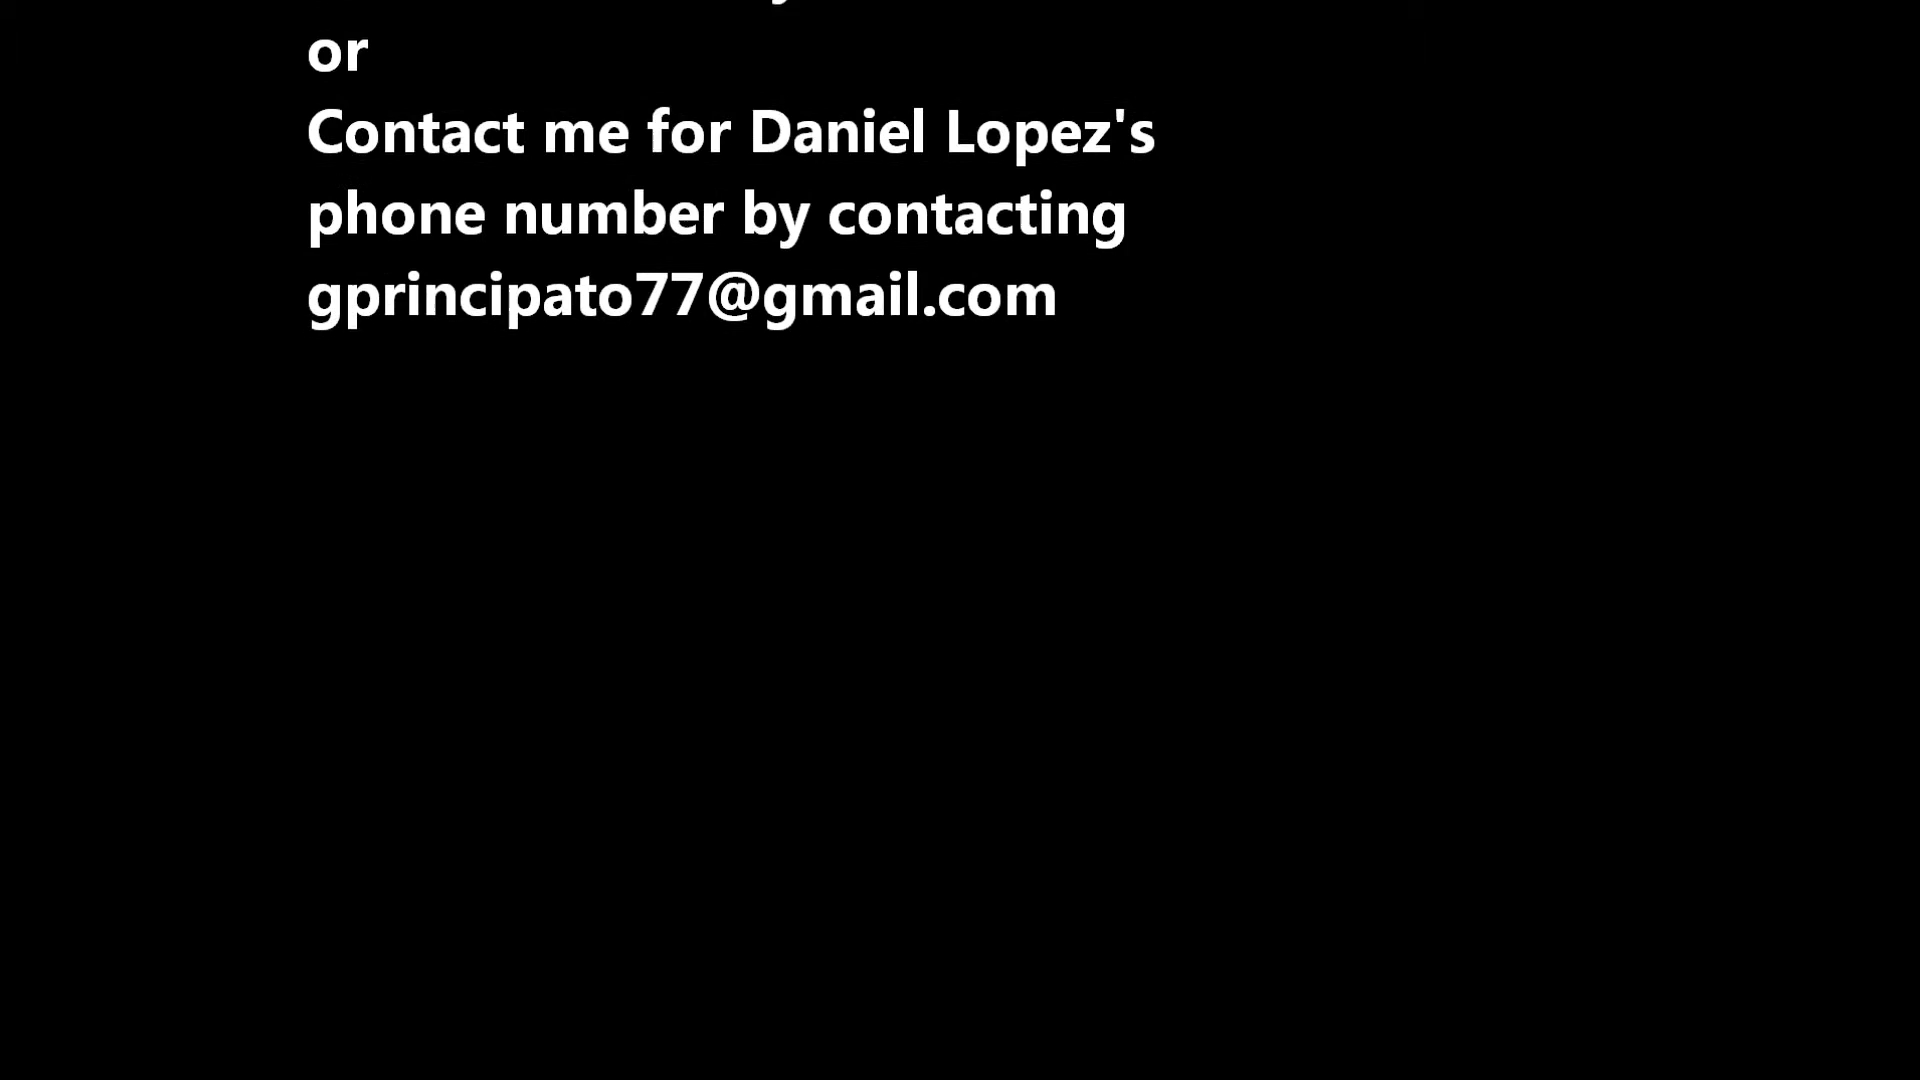 or
Contact me for Daniel Lopez's
phone number by contacting
gprincipato77@gmail.com